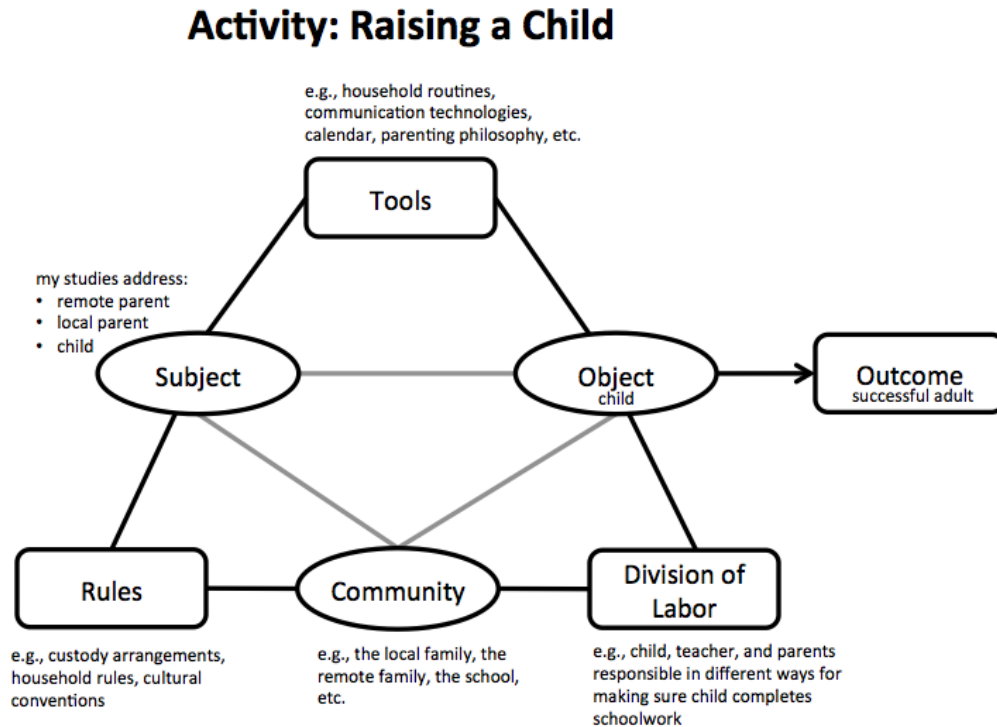 Activity: Raising a Child
e.g., household routines,
communication technologies,
calendar, parenting philosophy, etc.
Tools
my studies address:
• remote parent
• local parent
• child
Subject
Object
child
Outcome
successful adult
Rules
Community
Division of
Labor
e.g., custody arrangements,
household rules, cultural
conventions
e.g., the local family, the
remote family, the school,
etc.
e.g., child, teacher, and parents
responsible in different ways for
making sure child completes
schoolwork